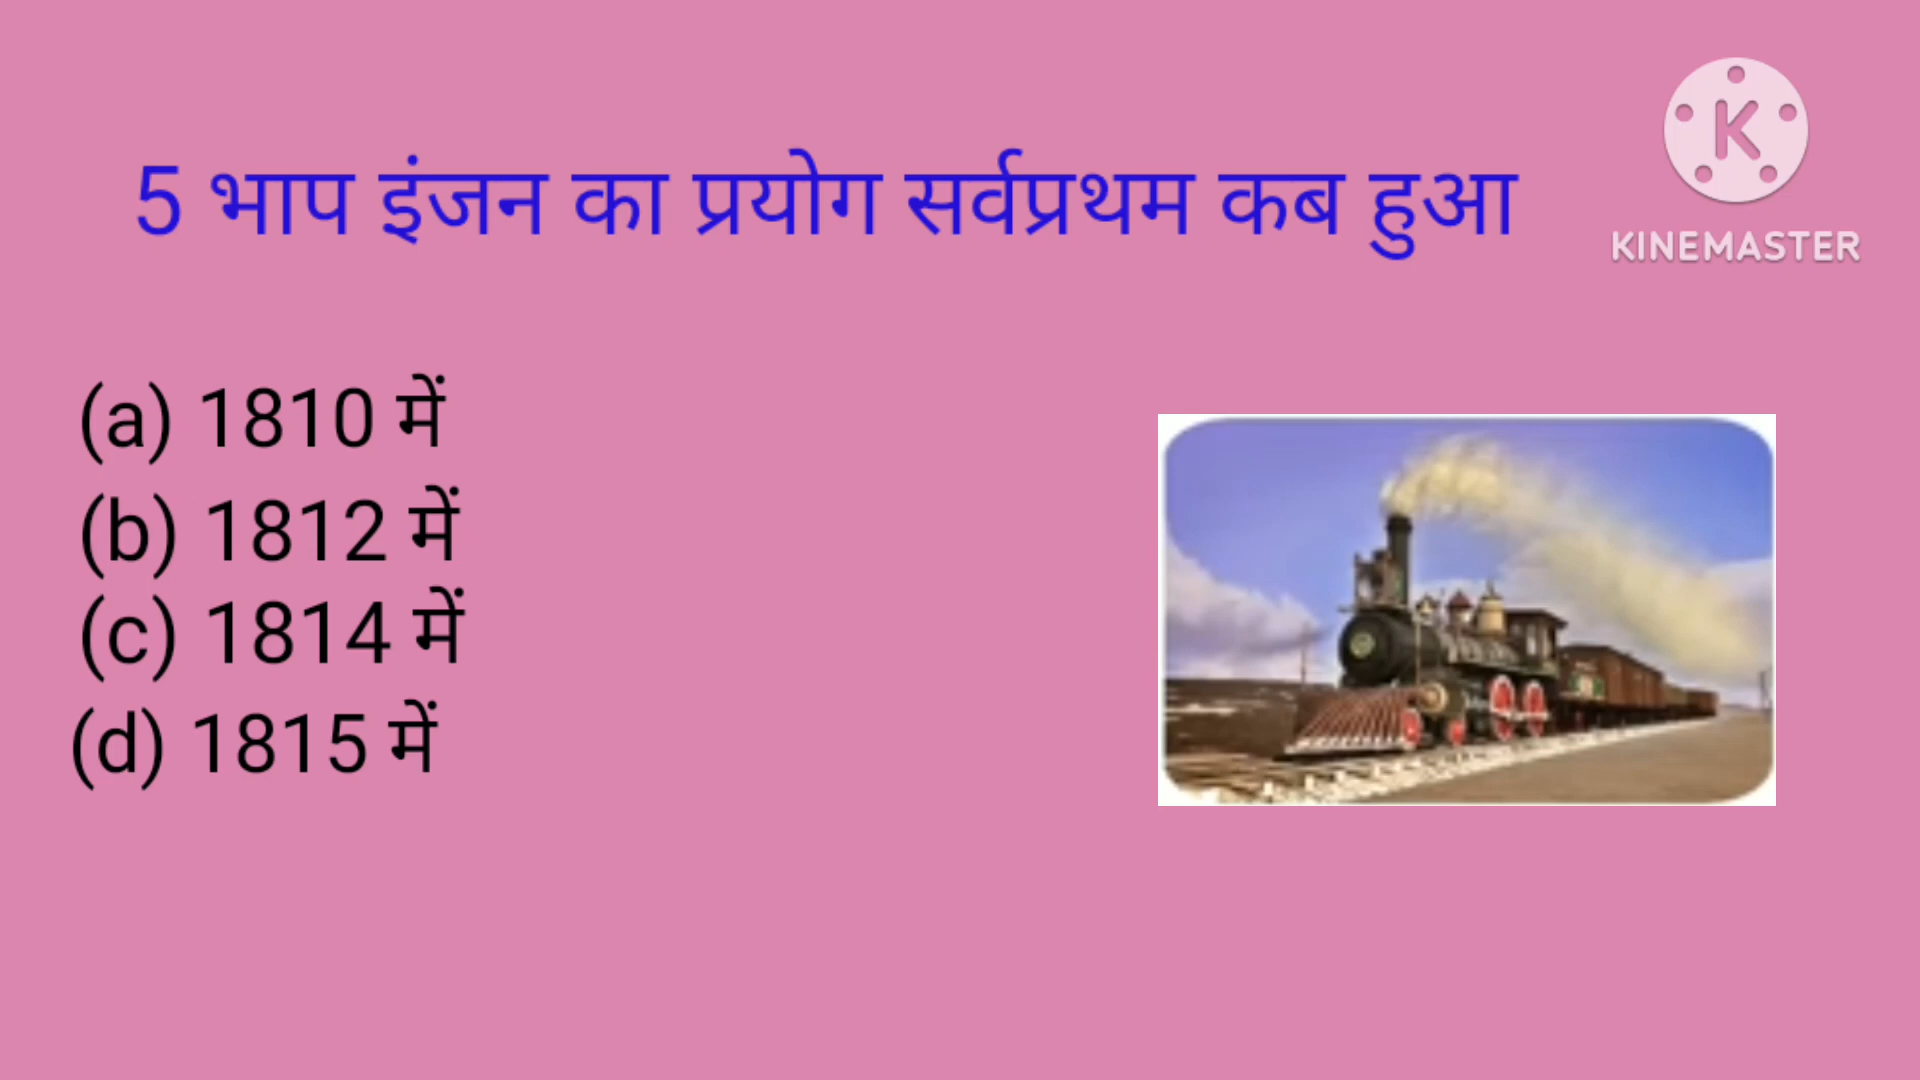 5 भाप इंजन का प्रयोग सर्वप्रथम कब हुआ
KINEMASTER
(a) 1810 में
(b) 1812 में
(c) 1814 में
(d) 1815 में